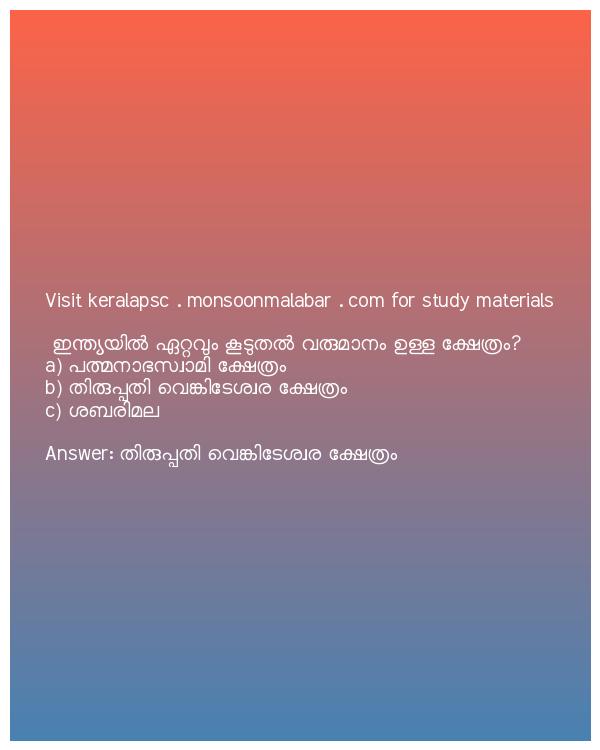 Visit keralapsc . monsoonmalabar . com for study materials
ഇന്ത്യയിൽ ഏറ്റവും കൂടുതൽ വരുമാനം ഉള്ള ക്ഷേത്രം?
a) പത്മനാഭസ്വാമി ക്ഷേത്രം
b) തിരുപ്പതി വെങ്കിടേശ്വര ക്ഷേത്രം
c) ശബരിമല
Answer: തിരുപ്പതി വെങ്കിടേശ്വര ക്ഷേത്രം